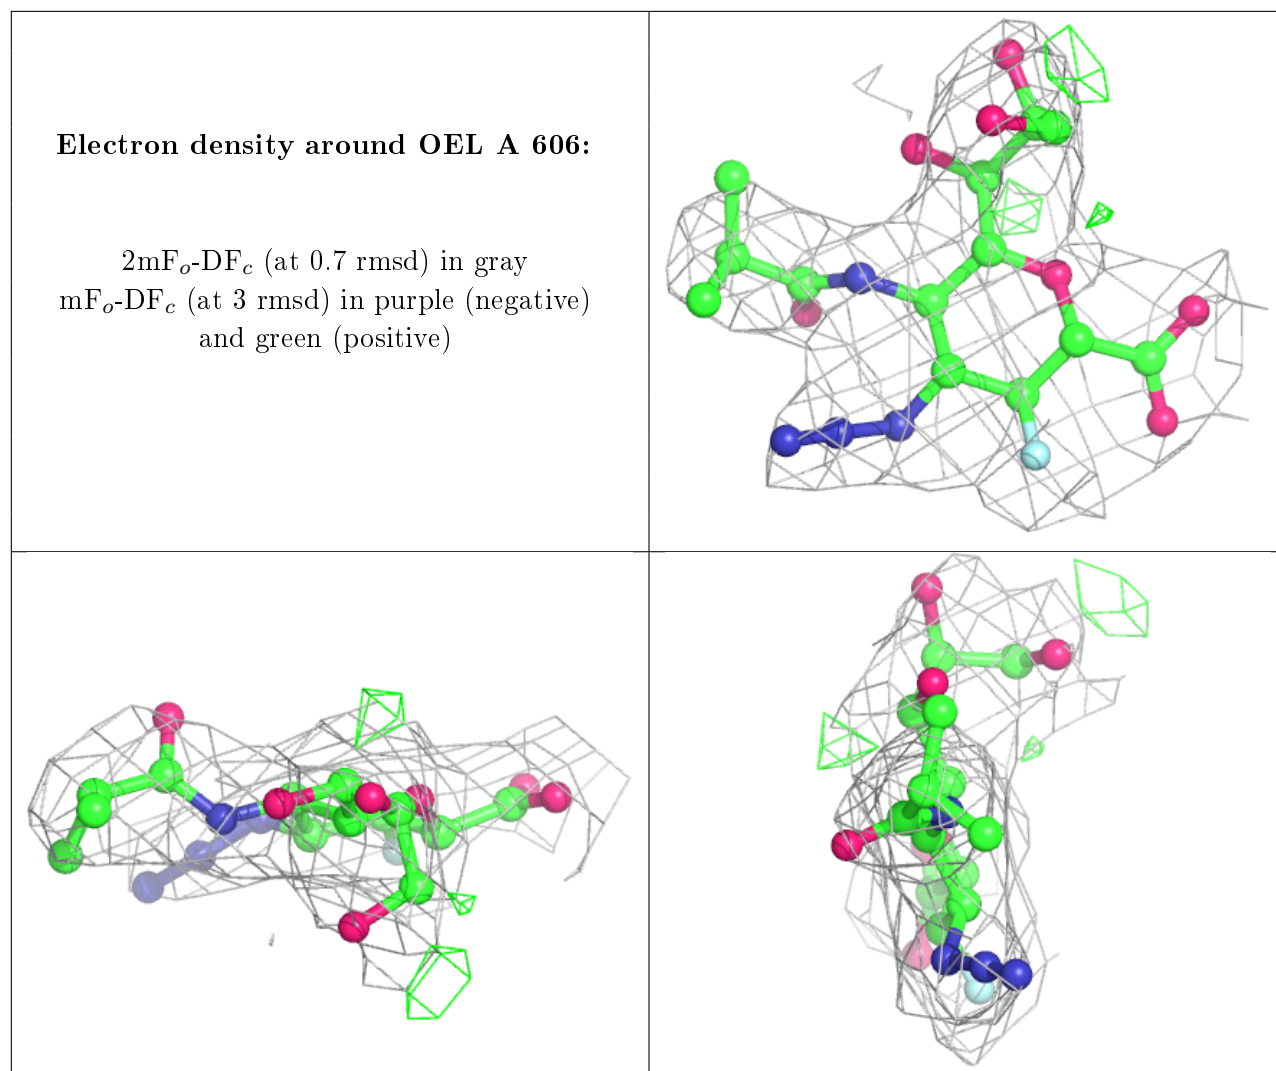 Electron density around OEL A 606:
2mFo-DFc (at 0.7 rmsd) in gray
mFo-DFc (at 3 rmsd) in purple (negative)
and green (positive)